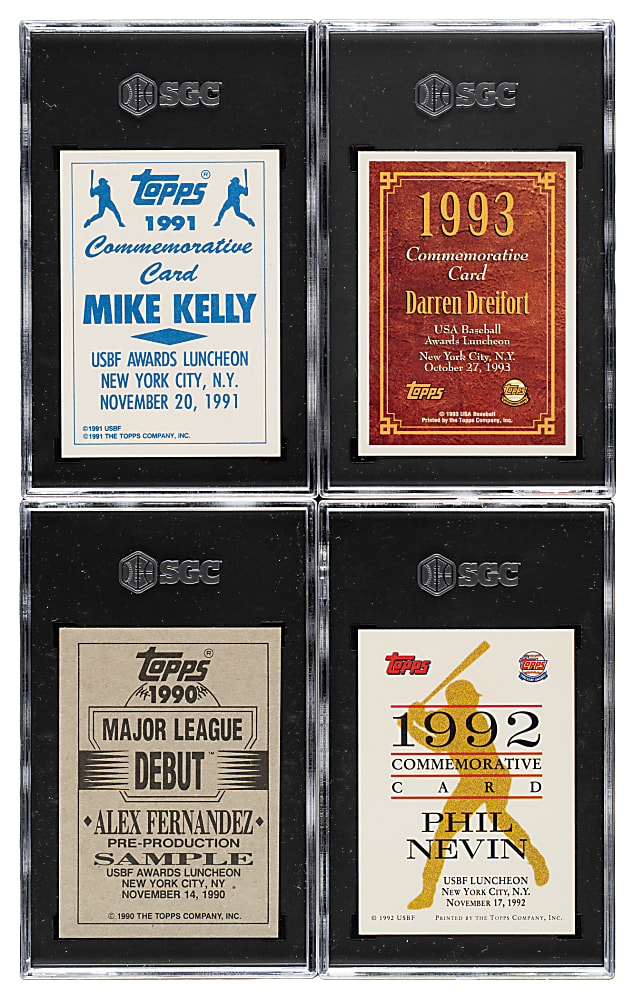 SGC
Topps®
1991
Commemorative
Card
MIKE KELLY
USBF AWARDS LUNCHEON
NEW YORK CITY, N.Y.
NOVEMBER 20, 1991
©1991 USBF
©1991 THE TOPPS COMPANY, INC.
SGC
1993
Commemorative
Card
Darren Dreifort
USA Baseball
Awards Luncheon
New York City, N.Y.
October 27, 1993
Topps
Topps
© 1993 USA Baseball
Printed by the Topps Company, Inc.
SGC
Topps®
1990
MAJOR LEAGUE
DEBUT™
ALEX FERNANDEZ
PRE-PRODUCTION
SAMPLE
USBF AWARDS LUNCHEON
NEW YORK CITY, NY
NOVEMBER 14, 1990
© 1990 THE TOPPS COMPANY, INC.
SGC
Topps
Topps
1992
COMMEMORATIVE
CARD
PHIL
NEVIN
USBF LUNCHEON
NEW YORK CITY, N.Y.
NOVEMBER 17, 1992
© 1992 USBF PRINTED BY THE TOPPS COMPANY, INC.